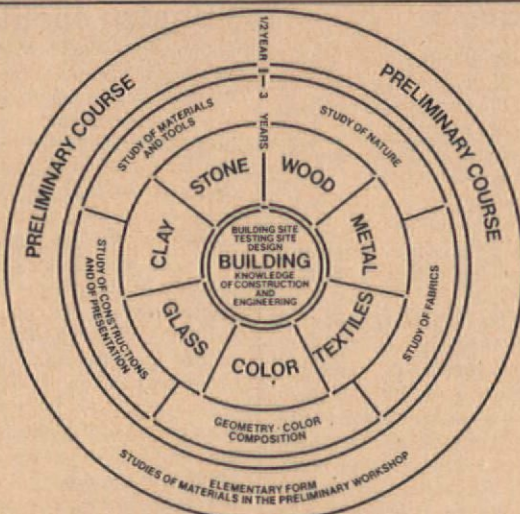 PRELIMINARY COURSE
1/2 YEAR
PRELIMINARY COURSE
3 YEARS
STUDY OF MATERIALS
AND TOOLS
STUDY OF NATURE
STONE
WOOD
CLAY
METAL
BUILDING SITE
TESTING SITE
DESIGN
BUILDING
KNOWLEDGE
OF CONSTRUCTION
AND
ENGINEERING
STUDY OF CONSTRUCTIONS
AND OF PRESENTATION
STUDY OF FABRICS
GLASS
TEXTILES
COLOR
GEOMETRY · COLOR
COMPOSITION
ELEMENTARY FORM
STUDIES OF MATERIALS IN THE PRELIMINARY WORKSHOP